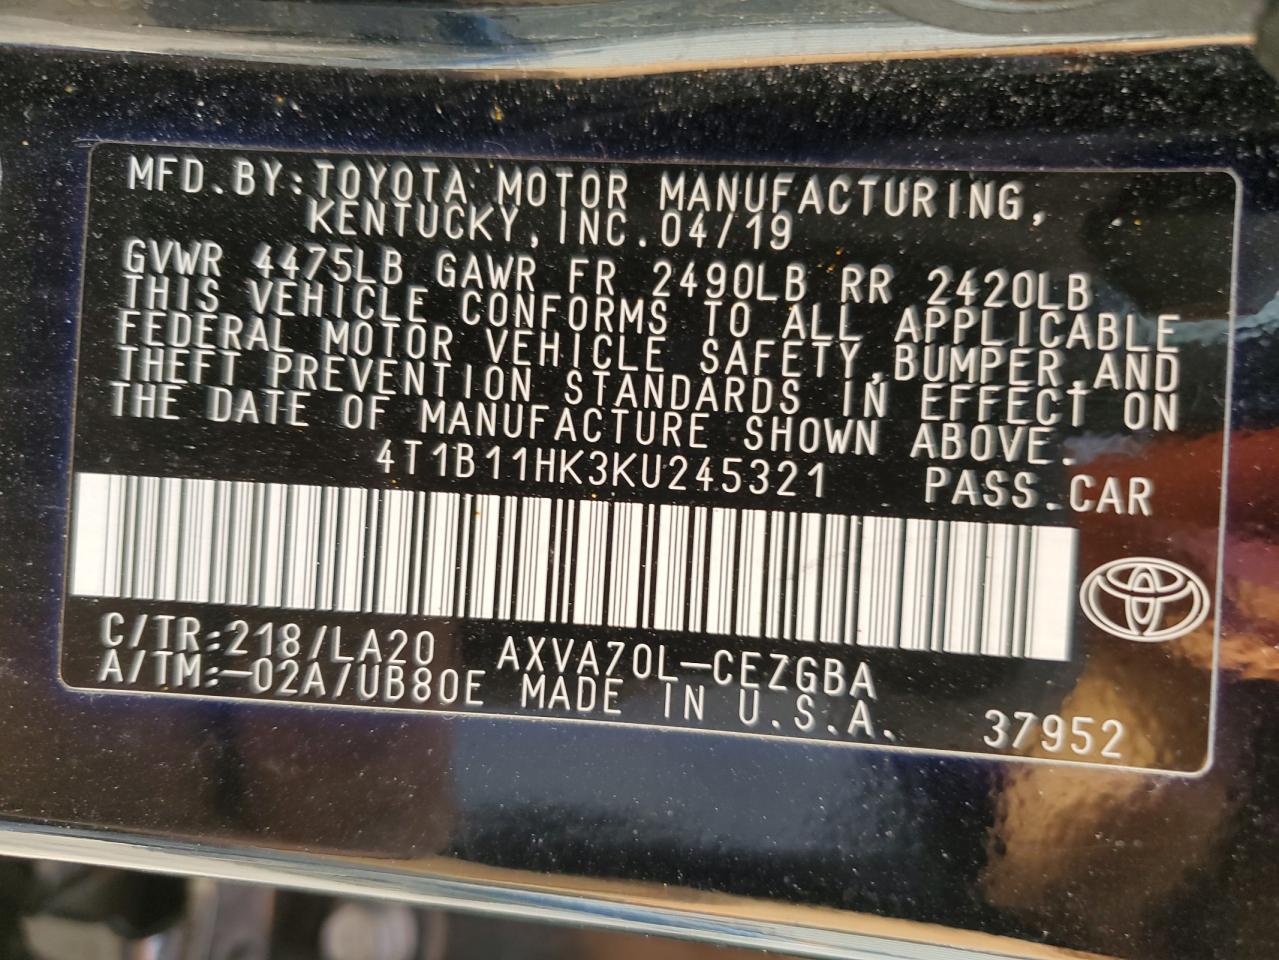 MFD.BY:TOYOTA MOTOR MANUFACTURING,
KENTUCKY,INC.04/19
GVWR 4475LB GAWR FR 2490LB RR 2420LB
THIS VEHICLE CONFORMS TO ALL APPLICABLE
FEDERAL MOTOR VEHICLE SAFETY,BUMPER,AND
THEFT PREVENTION STANDARDS IN EFFECT ON
THE DATE OF MANUFACTURE SHOWN ABOVE.
4T1B11HK3KU245321 PASS.CAR
C/TR:218/LA20 AXVA70L-CEZGBA
A/TM:-02A/UB80E MADE IN U.S.A. 37952